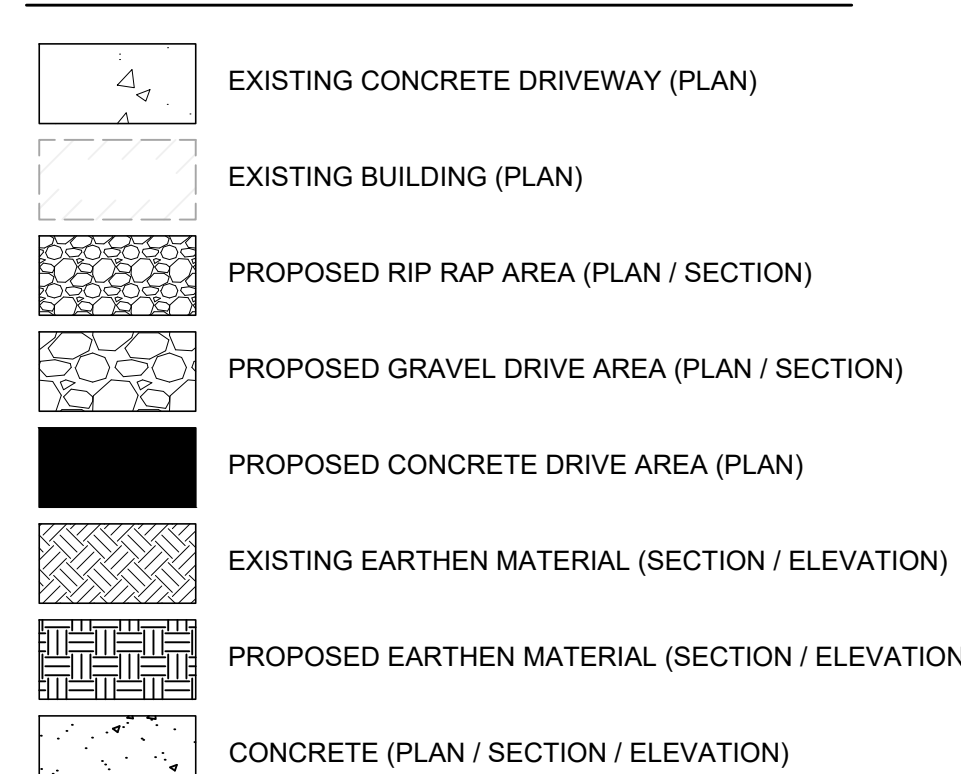 EXISTING CONCRETE DRIVEWAY (PLAN)
EXISTING BUILDING (PLAN)
PROPOSED RIP RAP AREA (PLAN / SECTION)
PROPOSED GRAVEL DRIVE AREA (PLAN / SECTION)
PROPOSED CONCRETE DRIVE AREA (PLAN)
EXISTING EARTHEN MATERIAL (SECTION / ELEVATION)
PROPOSED EARTHEN MATERIAL (SECTION / ELEVATION
CONCRETE (PLAN / SECTION / ELEVATION)